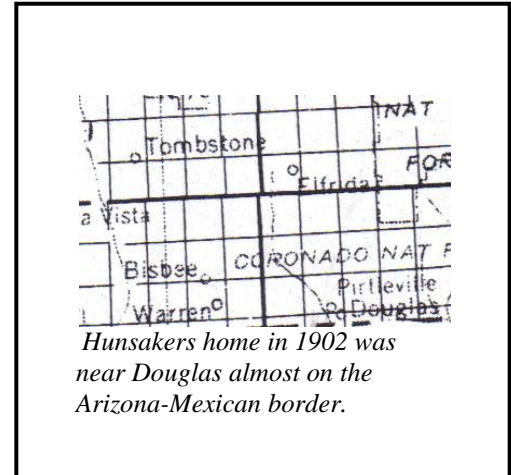 NAT
Tombstone
FOR
Elfrida
a Vista
CORONADO NAT F
Bisbee
Pirtleville
Warren
Douglas
Hunsakers home in 1902 was
near Douglas almost on the
Arizona-Mexican border.